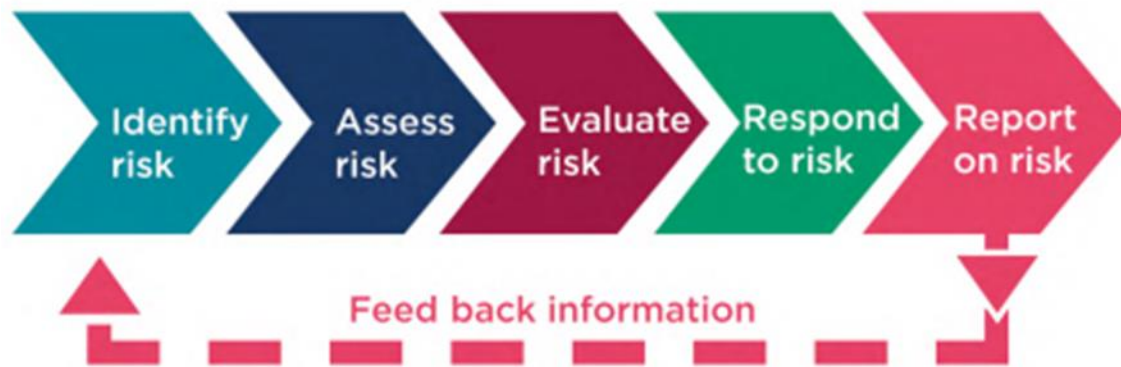 Identify
risk
Assess
risk
Evaluate
risk
Respond
to risk
Report
on risk
Feed back information